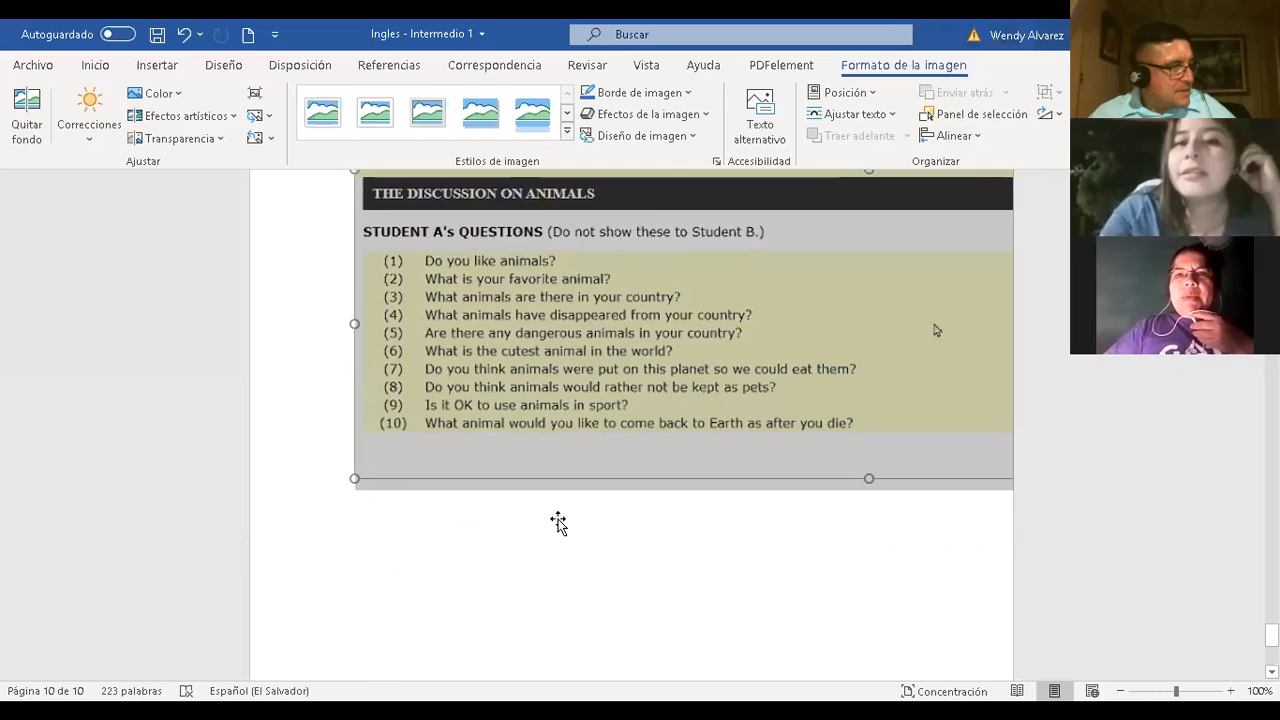 Autoguardado
Ingles - Intermedio 1
Buscar
Wendy Alvarez
Archivo
Inicio
Insertar
Diseño
Disposición
Referencias
Correspondencia
Revisar
Vista
Ayuda
PDFelement
Formato de la imagen
Quitar fondo
Correcciones
Color
Efectos artísticos
Transparencia
Ajustar
Estilos de imagen
Borde de imagen
Efectos de la imagen
Diseño de imagen
Texto alternativo
Accesibilidad
Posición
Ajustar texto
Traer adelante
Enviar atrás
Panel de selección
Alinear
Organizar
THE DISCUSSION ON ANIMALS
STUDENT A's QUESTIONS (Do not show these to Student B.)
(1) Do you like animals?
(2) What is your favorite animal?
(3) What animals are there in your country?
(4) What animals have disappeared from your country?
(5) Are there any dangerous animals in your country?
(6) What is the cutest animal in the world?
(7) Do you think animals were put on this planet so we could eat them?
(8) Do you think animals would rather not be kept as pets?
(9) Is it OK to use animals in sport?
(10) What animal would you like to come back to Earth as after you die?
Página 10 de 10
223 palabras
Español (El Salvador)
Concentración
100%